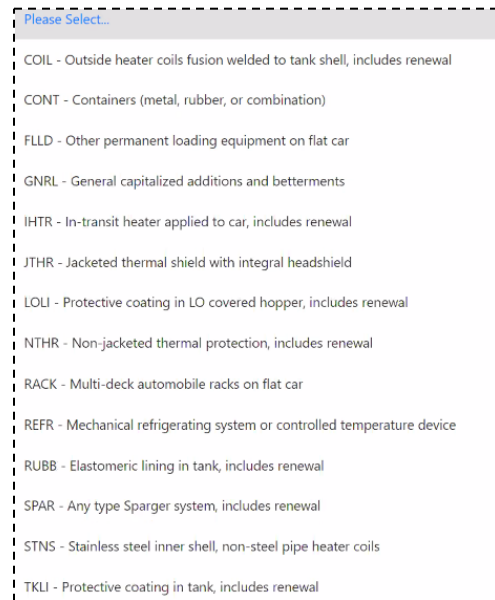 Please Select...
COIL - Outside heater coils fusion welded to tank shell, includes renewal
CONT - Containers (metal, rubber, or combination)
FLLD - Other permanent loading equipment on flat car
GNRL - General capitalized additions and betterments
IHTR - In-transit heater applied to car, includes renewal
JTHR - Jacketed thermal shield with integral headshield
LOLI - Protective coating in LO covered hopper, includes renewal
NTHR - Non-jacketed thermal protection, includes renewal
RACK - Multi-deck automobile racks on flat car
REFR - Mechanical refrigerating system or controlled temperature device
RUBB - Elastomeric lining in tank, includes renewal
SPAR - Any type Sparger system, includes renewal
STNS - Stainless steel inner shell, non-steel pipe heater coils
TKLI - Protective coating in tank, includes renewal